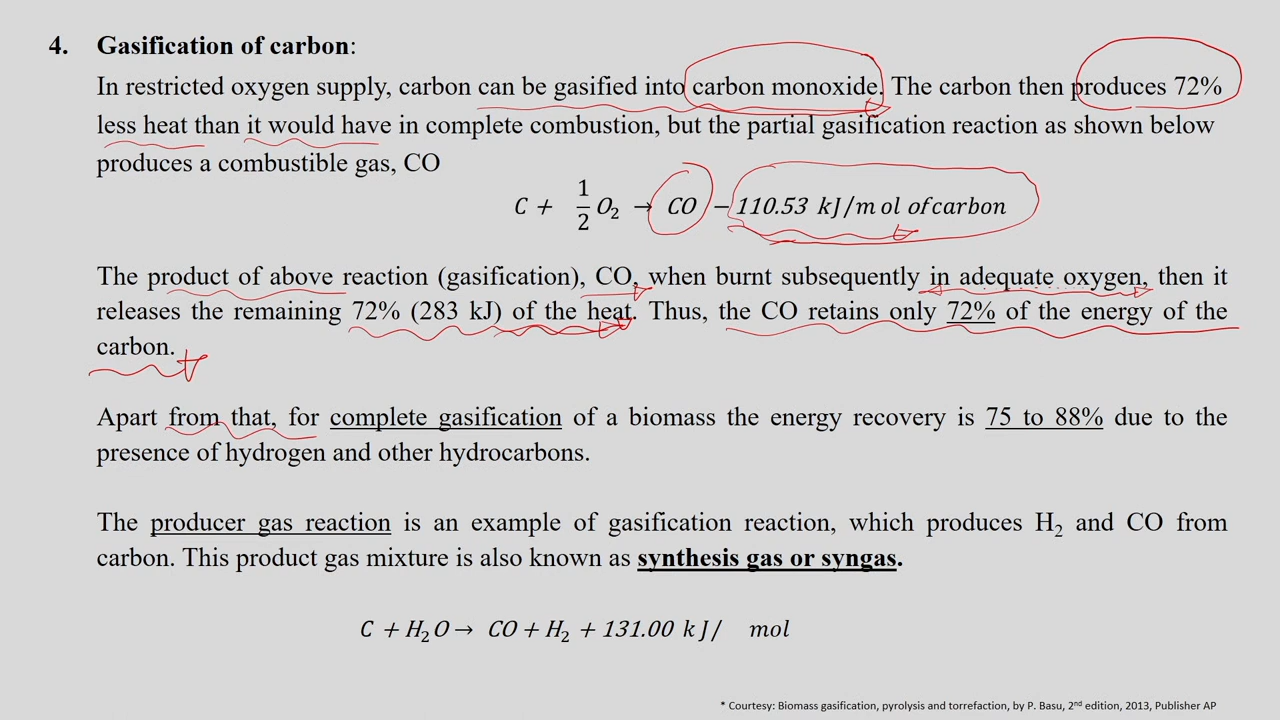 4. Gasification of carbon:
In restricted oxygen supply, carbon can be gasified into carbon monoxide. The carbon then produces 72%
less heat than it would have in complete combustion, but the partial gasification reaction as shown below
produces a combustible gas, CO
C + 1/2 O₂ → CO − 110.53 kJ/mol of carbon
The product of above reaction (gasification), CO, when burnt subsequently in adequate oxygen, then it
releases the remaining 72% (283 kJ) of the heat. Thus, the CO retains only 72% of the energy of the
carbon.
Apart from that, for complete gasification of a biomass the energy recovery is 75 to 88% due to the
presence of hydrogen and other hydrocarbons.
The producer gas reaction is an example of gasification reaction, which produces H₂ and CO from
carbon. This product gas mixture is also known as synthesis gas or syngas.
C + H₂O → CO + H₂ + 131.00 kJ/ mol
* Courtesy: Biomass gasification, pyrolysis and torrefaction, by P. Basu, 2nd edition, 2013, Publisher AP